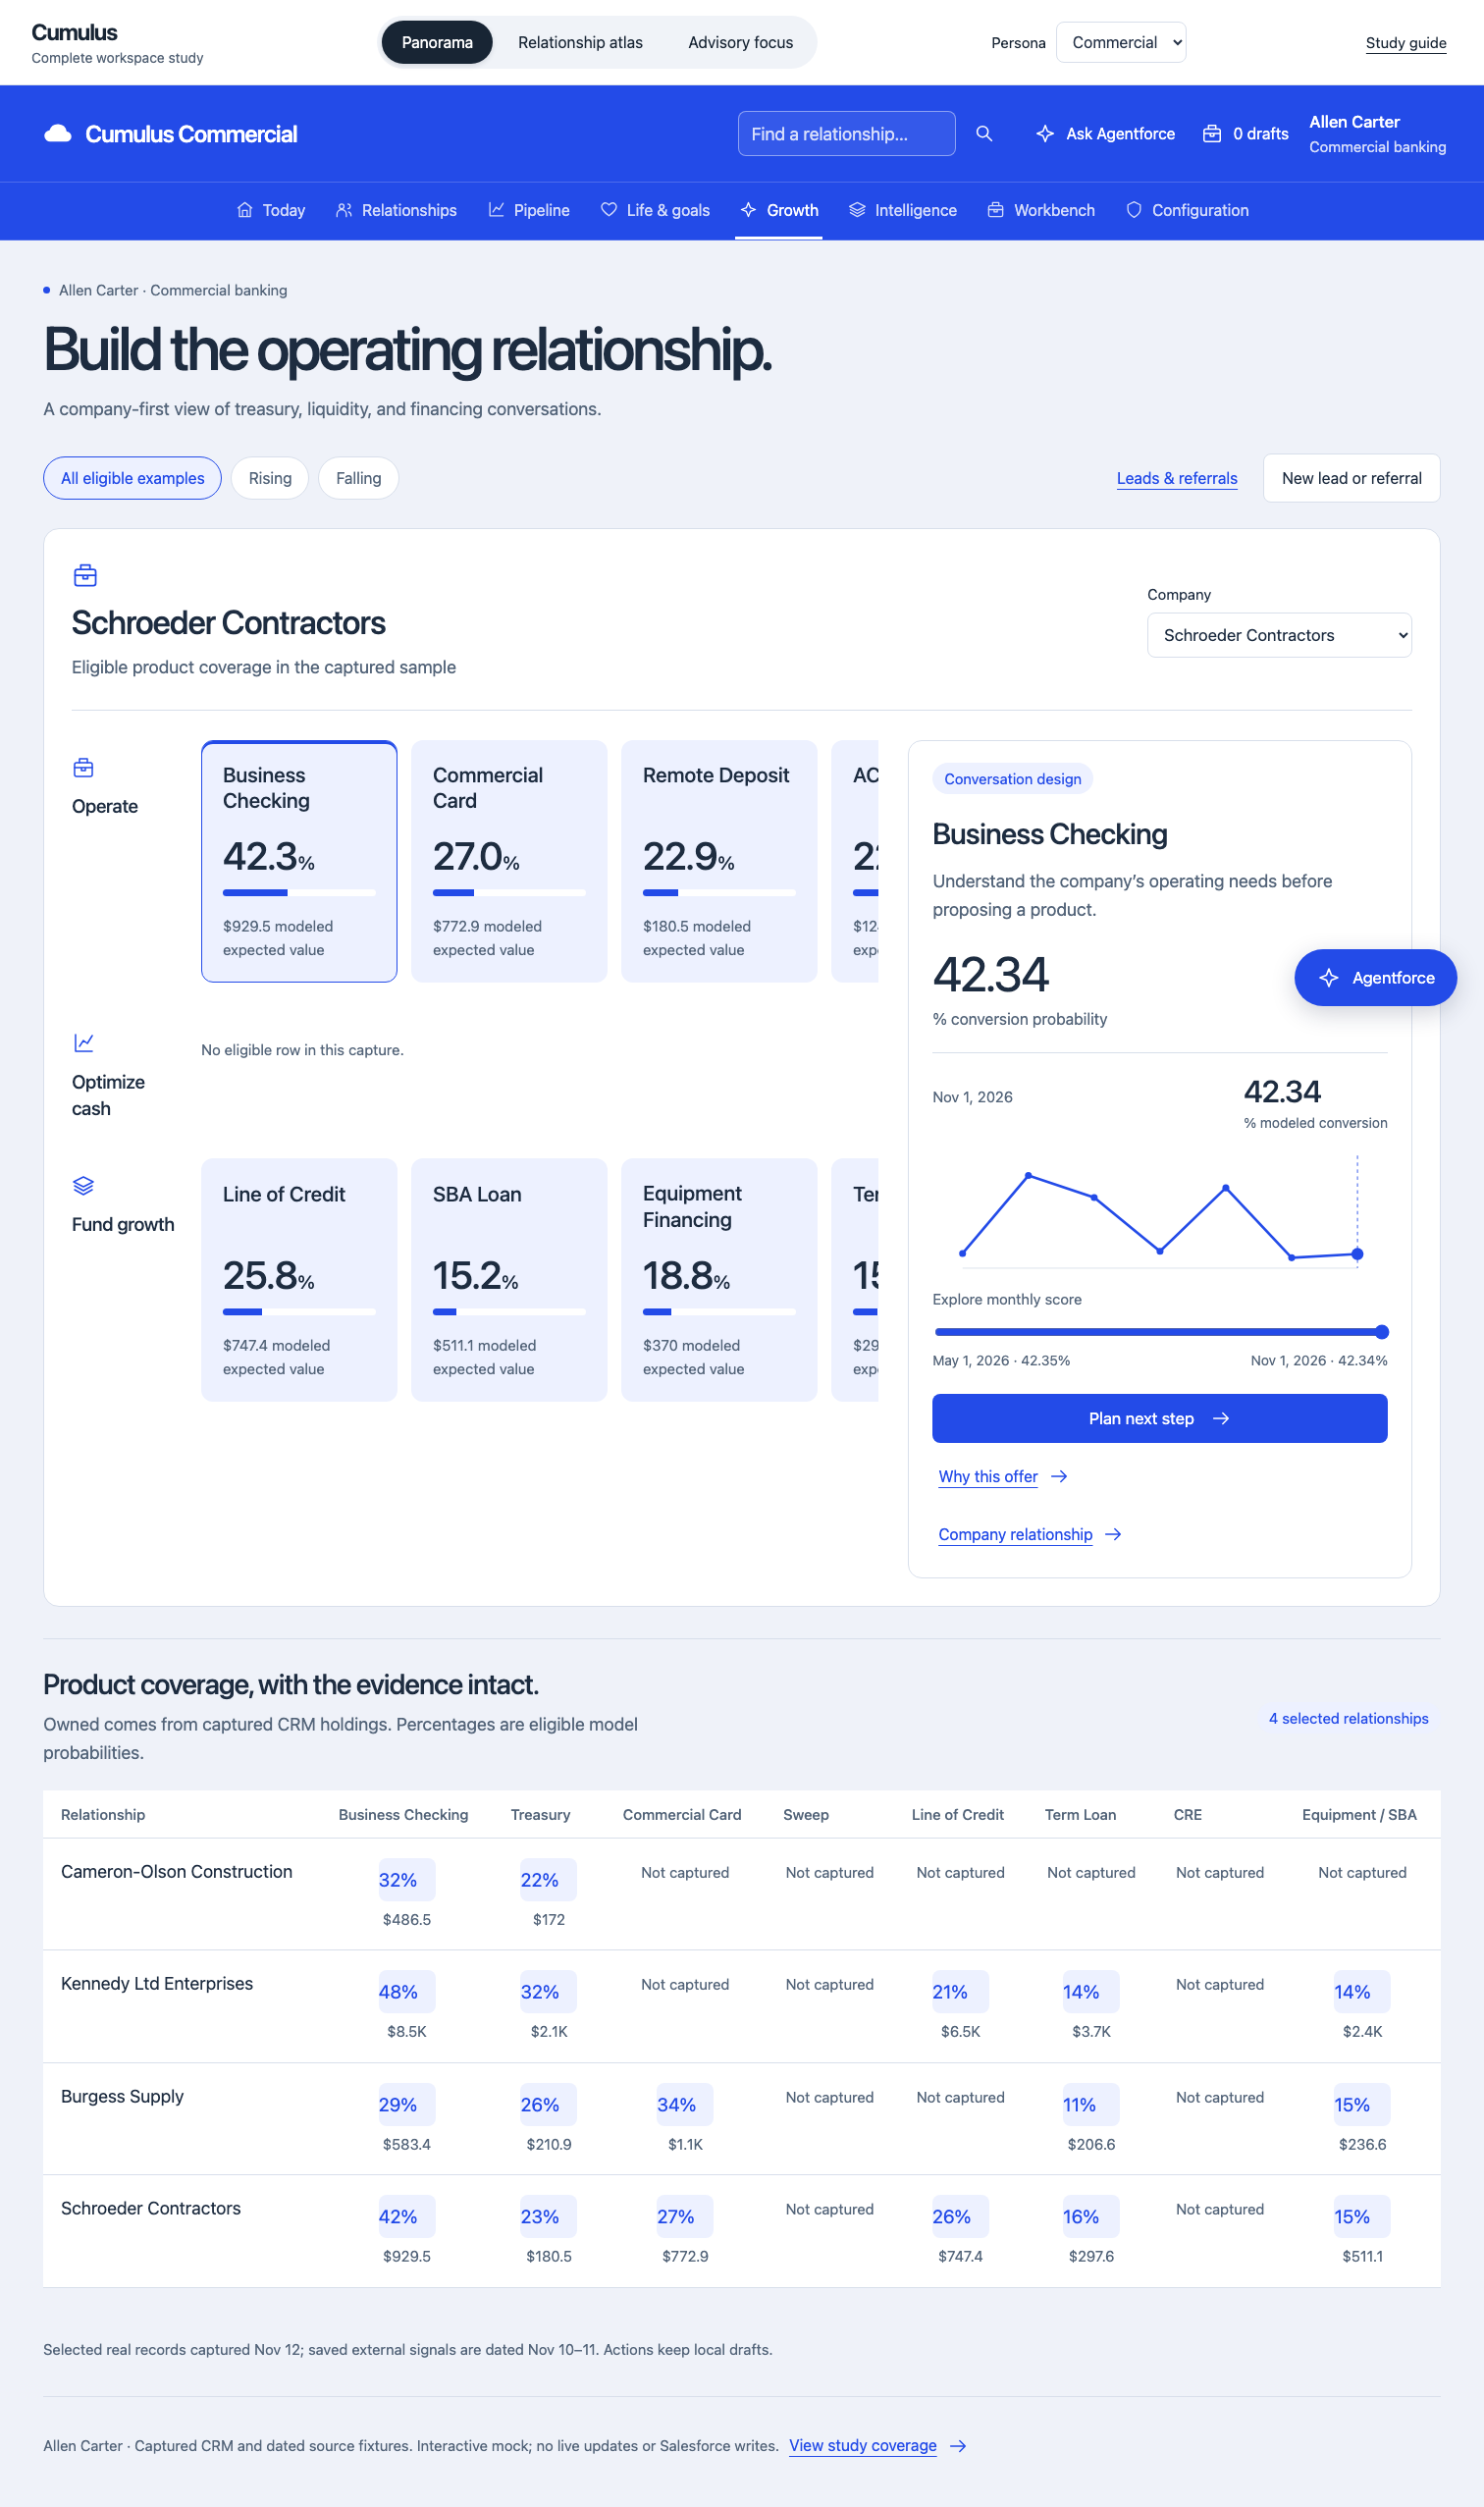 Cumulus
Complete workspace study
Panorama
Relationship atlas
Advisory focus
Persona
Commercial
Study guide
Cumulus Commercial
Find a relationship...
Ask Agentforce
0 drafts
Allen Carter
Commercial banking
Today
Relationships
Pipeline
Life & goals
Growth
Intelligence
Workbench
Configuration
Allen Carter · Commercial banking
Build the operating relationship.
A company-first view of treasury, liquidity, and financing conversations.
All eligible examples
Rising
Falling
Leads & referrals
New lead or referral
Schroeder Contractors
Eligible product coverage in the captured sample
Company
Schroeder Contractors
Operate
Business
Checking
42.3%
$929.5 modeled
expected value
Commercial
Card
27.0%
$772.9 modeled
expected value
Remote Deposit
22.9%
$180.5 modeled
expected value
AC
Optimize
cash
No eligible row in this capture.
Fund growth
Line of Credit
25.8%
$747.4 modeled
expected value
SBA Loan
15.2%
$511.1 modeled
expected value
Equipment
Financing
18.8%
$370 modeled
expected value
Conversation design
Business Checking
Understand the company’s operating needs before
proposing a product.
42.34
% conversion probability
Agentforce
Nov 1, 2026
42.34
% modeled conversion
Explore monthly score
May 1, 2026 · 42.35%
Nov 1, 2026 · 42.34%
Plan next step
Why this offer
Company relationship
Product coverage, with the evidence intact.
Owned comes from captured CRM holdings. Percentages are eligible model
probabilities.
4 selected relationships
Relationship Business Checking Treasury Commercial Card Sweep Line of Credit Term Loan CRE Equipment / SBA
Cameron-Olson Construction 32% 22% Not captured Not captured Not captured Not captured Not captured Not captured
$486.5 $172
Kennedy Ltd Enterprises 48% 32% Not captured Not captured 21% 14% Not captured 14%
$8.5K $2.1K $6.5K $3.7K $2.4K
Burgess Supply 29% 26% 34% Not captured Not captured 11% Not captured 15%
$583.4 $210.9 $1.1K $206.6 $236.6
Schroeder Contractors 42% 23% 27% Not captured 26% 16% Not captured 15%
$929.5 $180.5 $772.9 $747.4 $297.6 $511.1
Selected real records captured Nov 12; saved external signals are dated Nov 10–11. Actions keep local drafts.
Allen Carter · Captured CRM and dated source fixtures. Interactive mock; no live updates or Salesforce writes. View study coverage